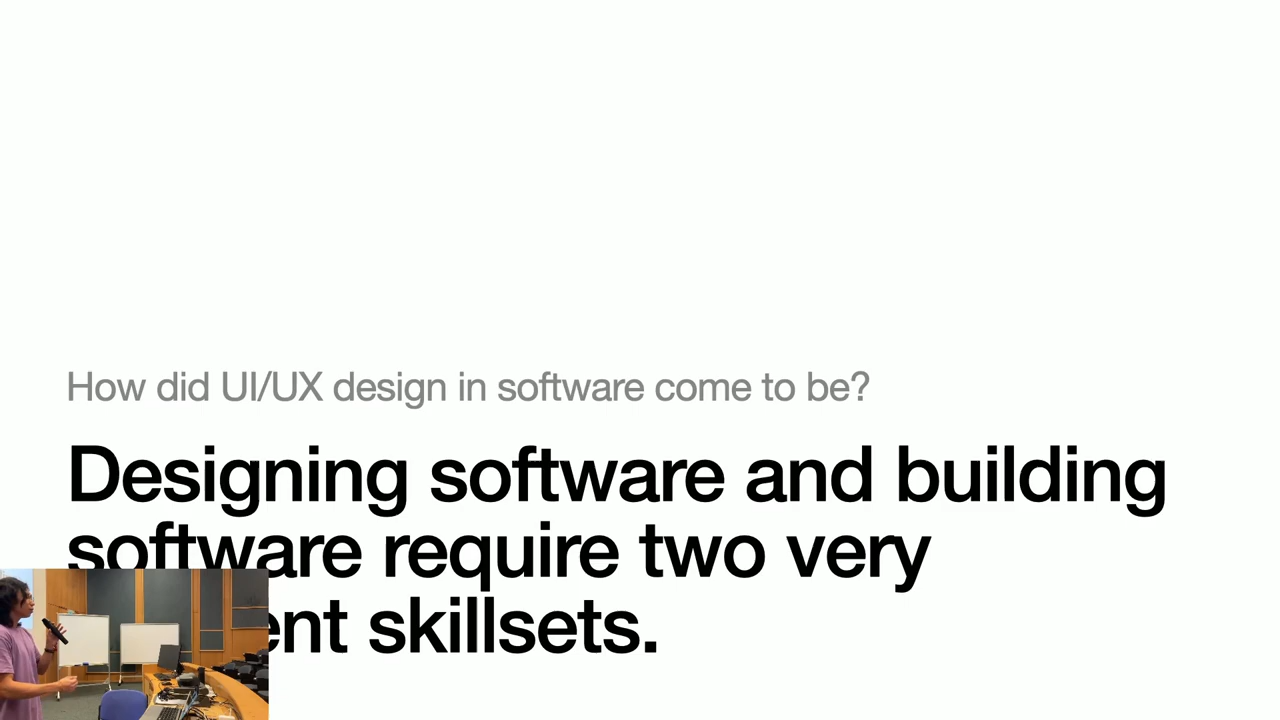 How did UI/UX design in software come to be?
Designing software and building
software require two very
ent skillsets.